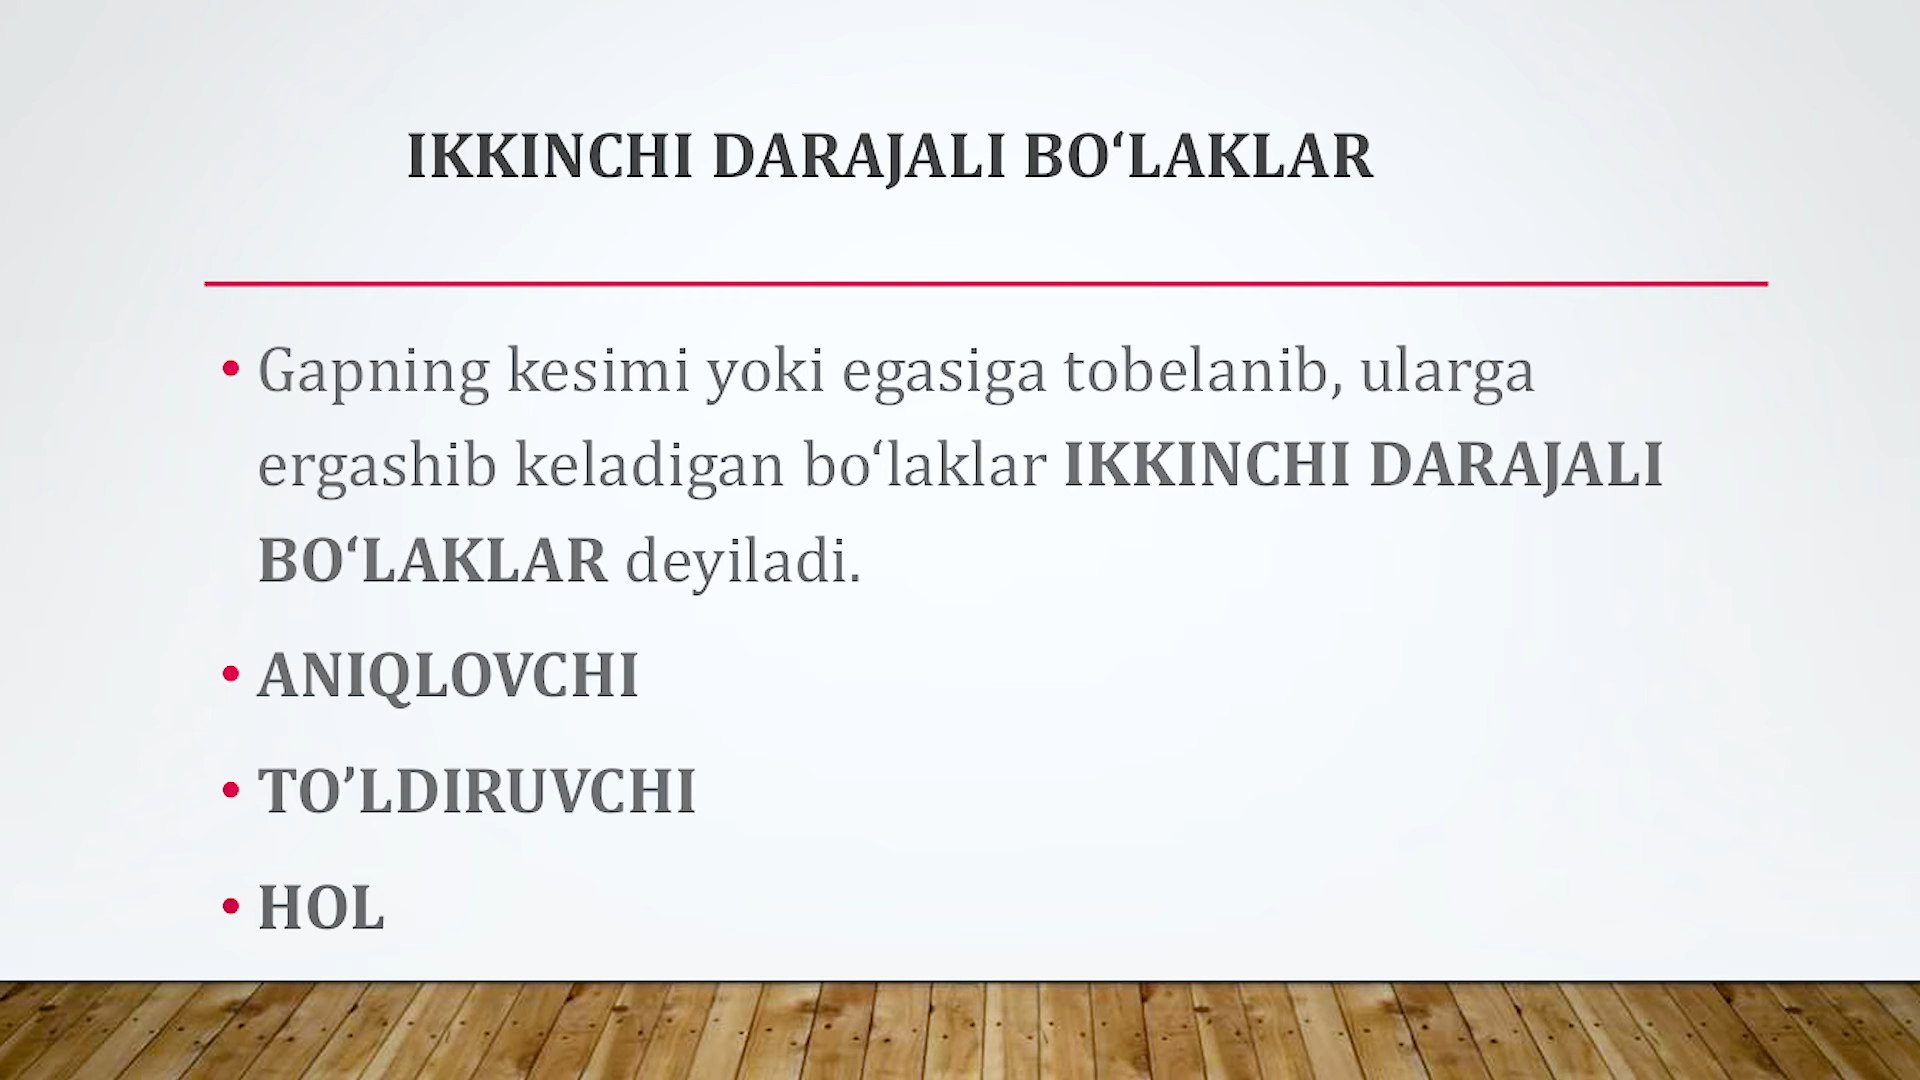 IKKINCHI DARAJALI BO‘LAKLAR
• Gapning kesimi yoki egasiga tobelanib, ularga
ergashib keladigan bo‘laklar IKKINCHI DARAJALI
BO‘LAKLAR deyiladi.
• ANIQLOVCHI
• TO’LDIRUVCHI
• HOL